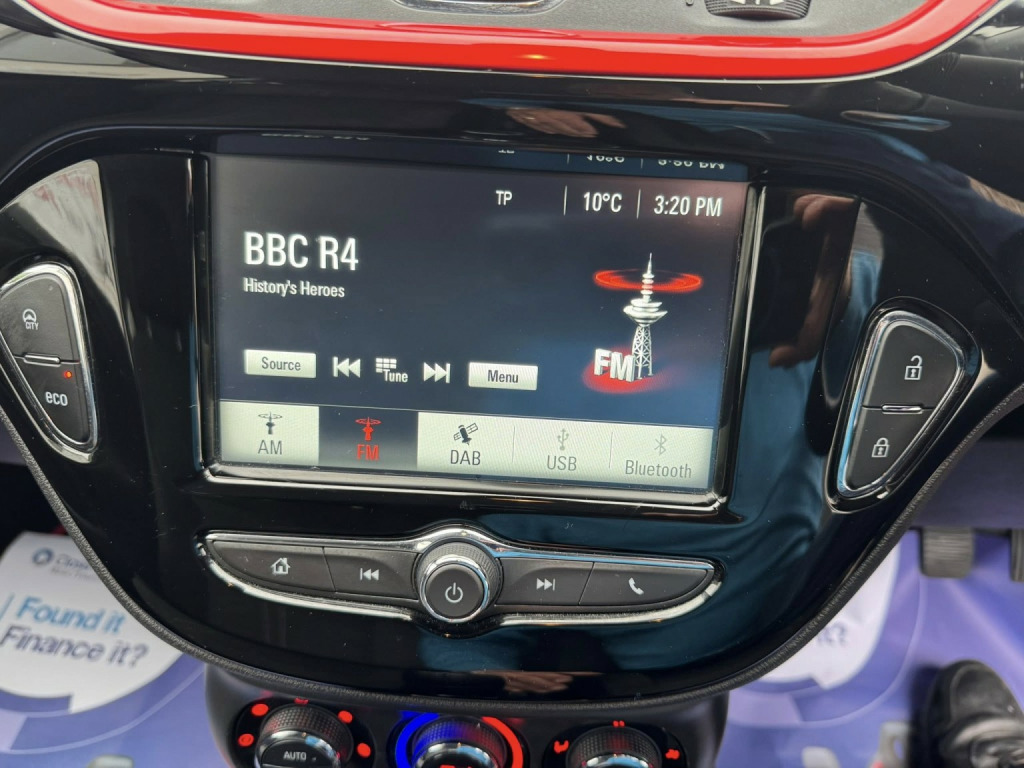 TP 10°C 3:20 PM
BBC R4
History's Heroes
FM
Source Tune Menu
AM FM DAB USB Bluetooth
CITY
eco
Found it
Finance it?
AUTO